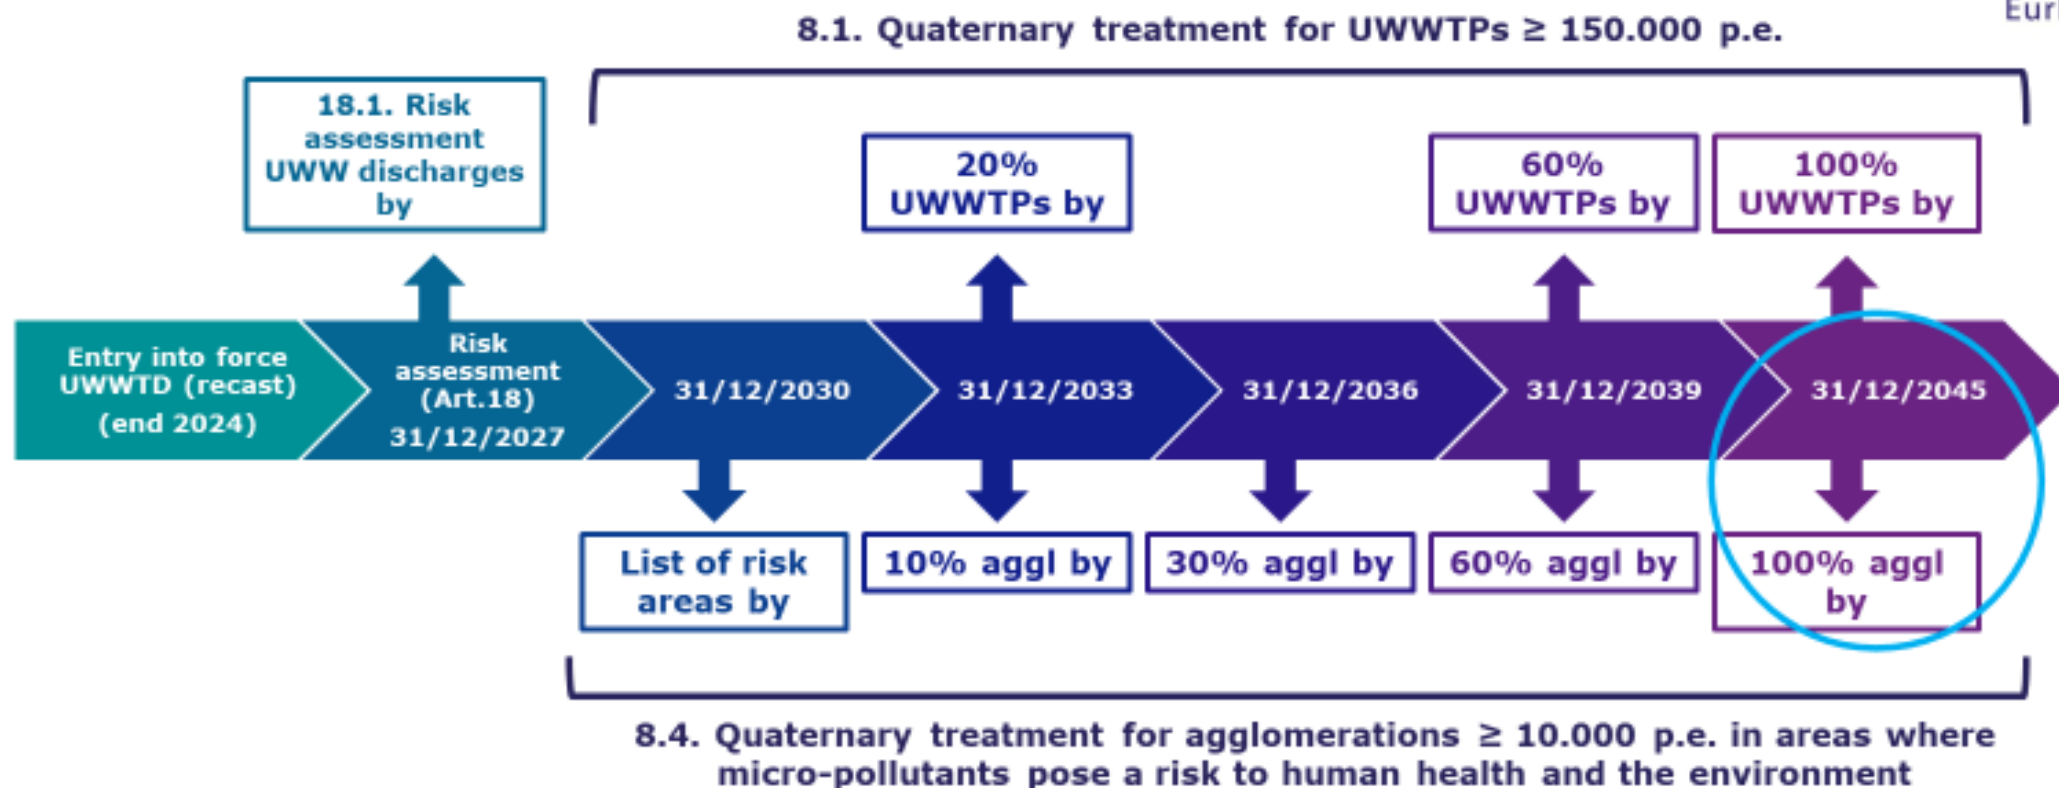 8.1. Quaternary treatment for UWWTPs ≥ 150.000 p.e.
18.1. Risk
assessment
UWW discharges
by
20%
UWWTPs by
60%
UWWTPs by
100%
UWWTPs by
Entry into force
UWWTD (recast)
(end 2024)
Risk
assessment
(Art.18)
31/12/2027
31/12/2030
31/12/2033
31/12/2036
31/12/2039
31/12/2045
List of risk
areas by
10% aggl by
30% aggl by
60% aggl by
100% aggl
by
8.4. Quaternary treatment for agglomerations ≥ 10.000 p.e. in areas where
micro-pollutants pose a risk to human health and the environment